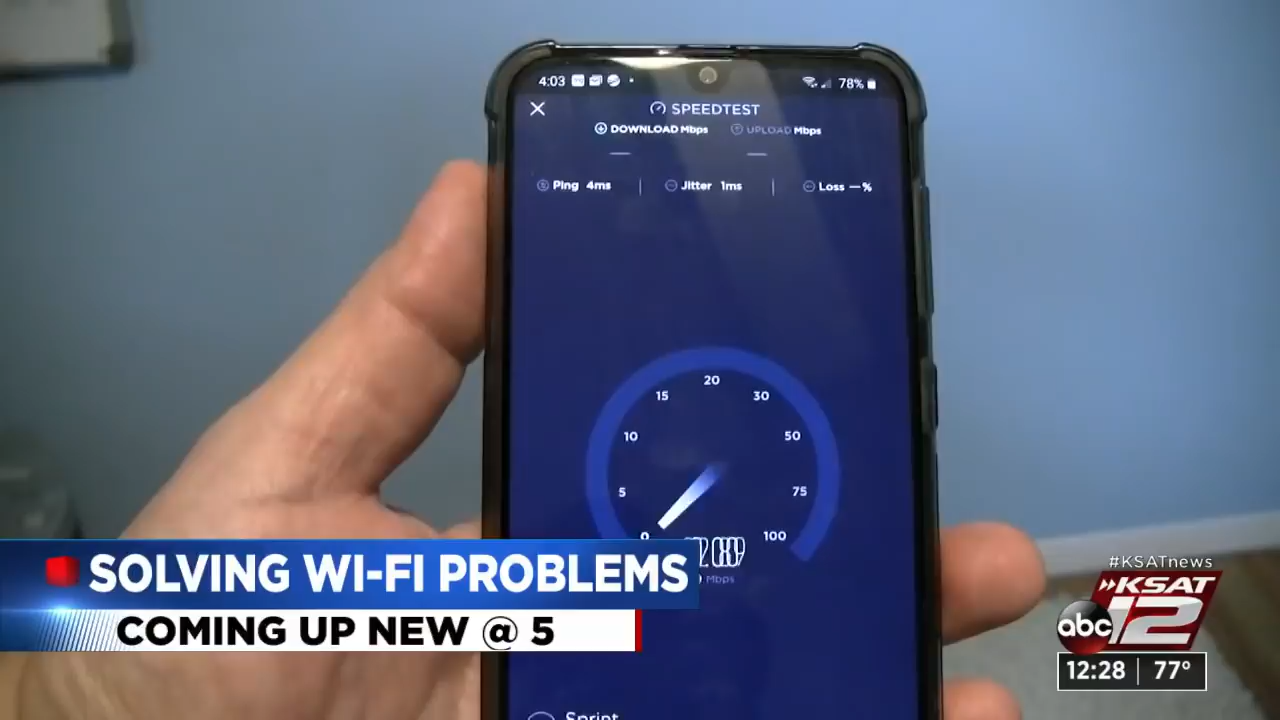 4:03 78%
SPEEDTEST
DOWNLOAD Mbps UPLOAD Mbps
Ping 4ms Jitter 1ms Loss —%
20
15 30
10 50
5 75
0 100
Mbps
SOLVING WI-FI PROBLEMS
COMING UP NEW @ 5
#KSATnews
KSAT
abc 12
12:28 77°
Sprint